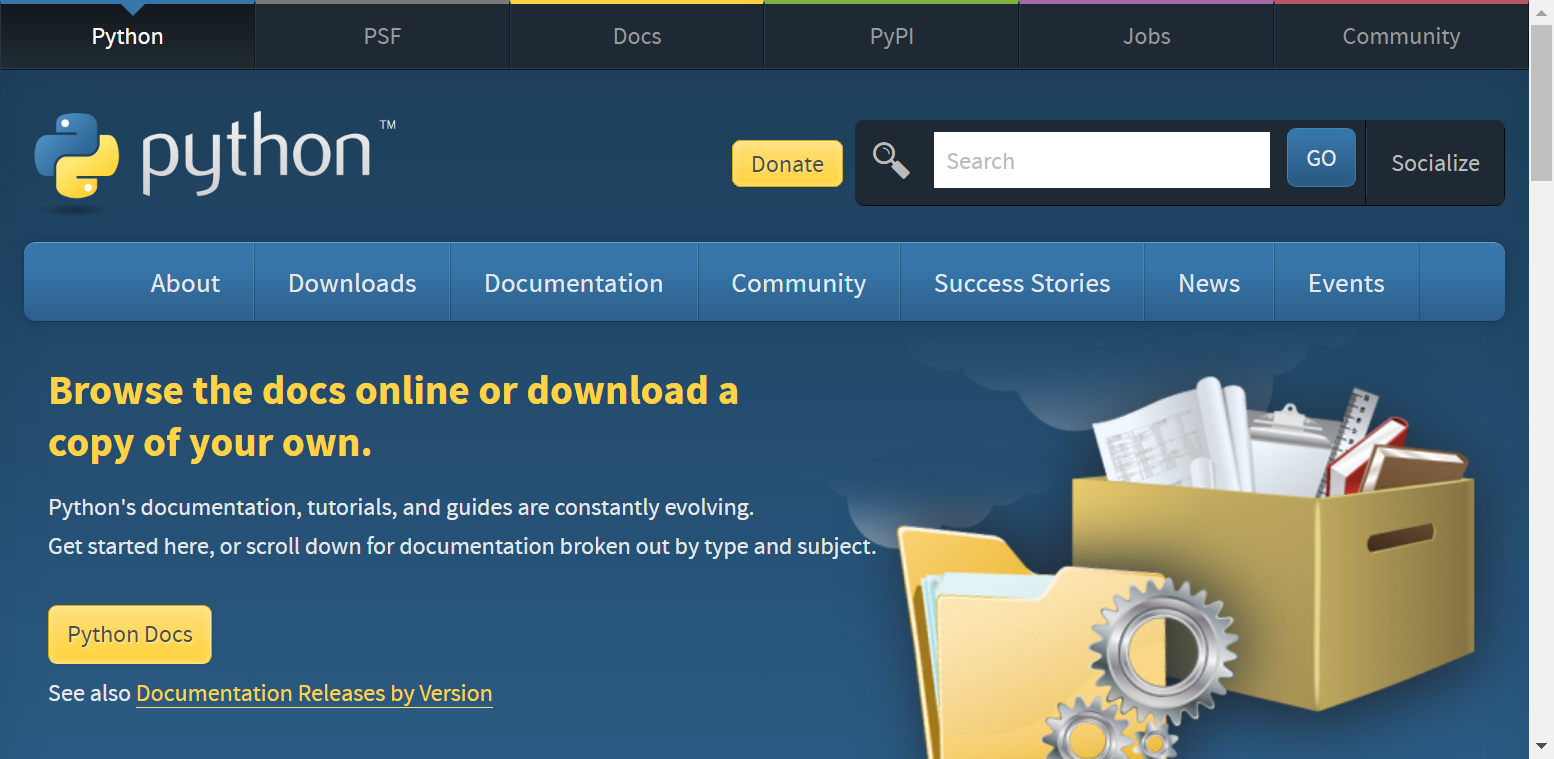 Python PSF Docs PyPI Jobs Community
python™
Donate Search GO Socialize
About Downloads Documentation Community Success Stories News Events
Browse the docs online or download a
copy of your own.
Python's documentation, tutorials, and guides are constantly evolving.
Get started here, or scroll down for documentation broken out by type and subject.
Python Docs
See also Documentation Releases by Version